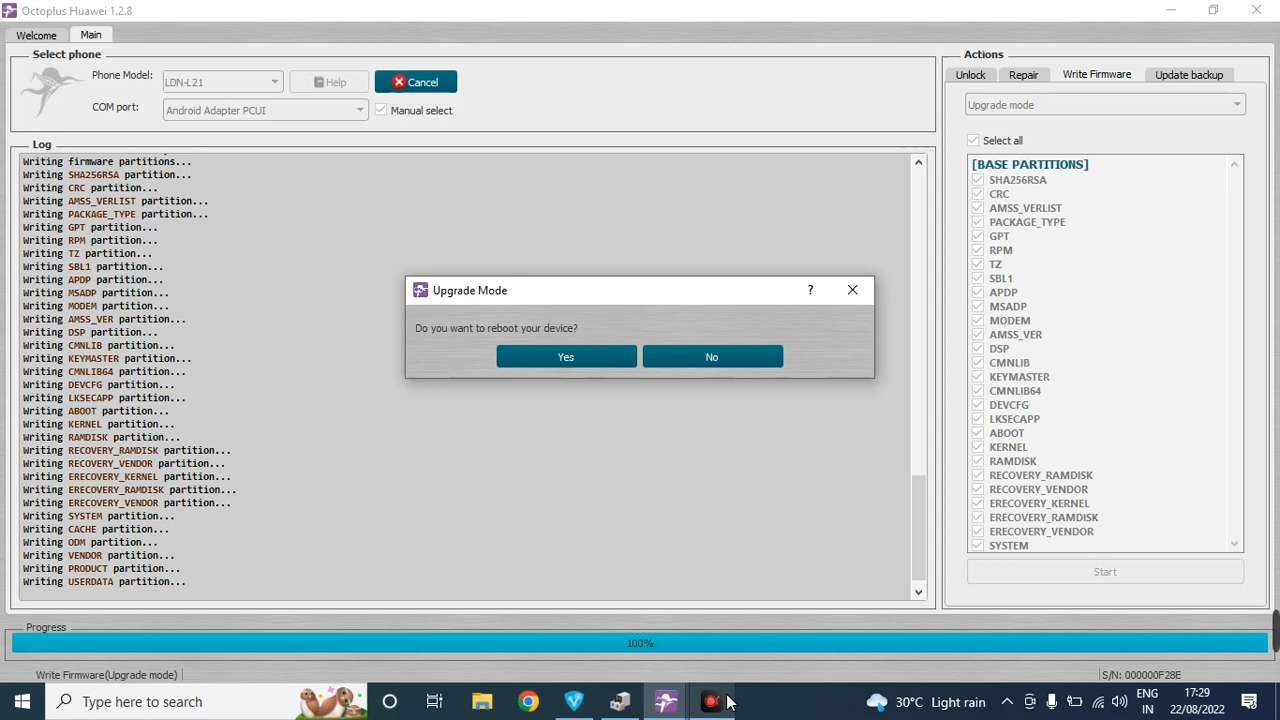 Octoplus Huawei 1.2.8
Welcome
Main
Select phone
Phone Model:
LDN-L21
Help
Cancel
COM port:
Android Adapter PCUI
Manual select
Log
Writing firmware partitions...
Writing SHA256RSA partition...
Writing CRC partition...
Writing AMSS_VERLIST partition...
Writing PACKAGE_TYPE partition...
Writing GPT partition...
Writing RPM partition...
Writing TZ partition...
Writing SBL1 partition...
Writing APDP partition...
Writing MSADP partition...
Writing MODEM partition...
Writing AMSS_VER partition...
Writing DSP partition...
Writing CMNLIB partition...
Writing KEYMASTER partition...
Writing CMNLIB64 partition...
Writing DEVCFG partition...
Writing LKSECAPP partition...
Writing ABOOT partition...
Writing KERNEL partition...
Writing RAMDISK partition...
Writing RECOVERY_RAMDISK partition...
Writing RECOVERY_VENDOR partition...
Writing ERECOVERY_KERNEL partition...
Writing ERECOVERY_RAMDISK partition...
Writing ERECOVERY_VENDOR partition...
Writing SYSTEM partition...
Writing CACHE partition...
Writing ODM partition...
Writing VENDOR partition...
Writing PRODUCT partition...
Writing USERDATA partition...
Upgrade Mode
?
Do you want to reboot your device?
Yes
No
Actions
Unlock
Repair
Write Firmware
Update backup
Upgrade mode
Select all
[BASE PARTITIONS]
SHA256RSA
CRC
AMSS_VERLIST
PACKAGE_TYPE
GPT
RPM
TZ
SBL1
APDP
MSADP
MODEM
AMSS_VER
DSP
CMNLIB
KEYMASTER
CMNLIB64
DEVCFG
LKSECAPP
ABOOT
KERNEL
RAMDISK
RECOVERY_RAMDISK
RECOVERY_VENDOR
ERECOVERY_KERNEL
ERECOVERY_RAMDISK
ERECOVERY_VENDOR
SYSTEM
Start
Progress
100%
Write Firmware(Upgrade mode)
S/N: 000000F28E
Type here to search
30°C Light rain
ENG
IN
17:29
22/08/2022